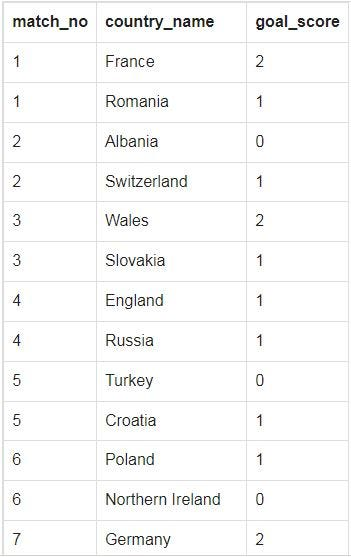 match_no country_name goal_score
1 France 2
1 Romania 1
2 Albania 0
2 Switzerland 1
3 Wales 2
3 Slovakia 1
4 England 1
4 Russia 1
5 Turkey 0
5 Croatia 1
6 Poland 1
6 Northern Ireland 0
7 Germany 2